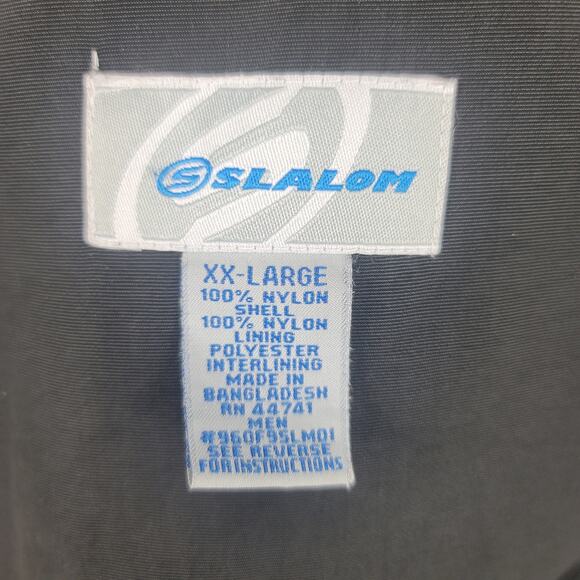 SLALOM
XX-LARGE
100% NYLON
SHELL
100% NYLON
LINING
POLYESTER
INTERLINING
MADE IN
BANGLADESH
RN 44741
MEN
#960F95LM01
SEE REVERSE
FOR INSTRUCTIONS